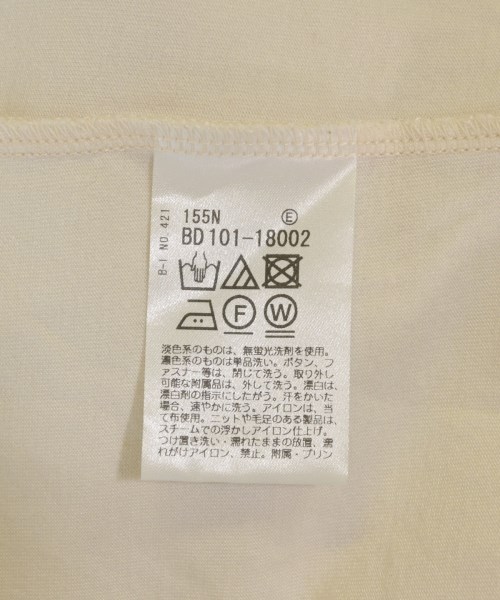 B-I NO.421
155N Ⓔ
BD 101-18002
F W
淡色系のものは、無蛍光洗剤を使用。
濃色系のものは単品洗い。ボタン、フ
ァスナー等は、閉じて洗う。取り外し
可能な附属品は、外して洗う。漂白は、
漂白剤の指示にしたがう。汗をかいた
場合、速やかに洗う。アイロンは、当
て布使用。ニットや毛足のある製品は、
スチームでの浮かしアイロン仕上げ。
つけ置き洗い・濡れたままの放置、濡
れがけアイロン、禁止。附属・プリン